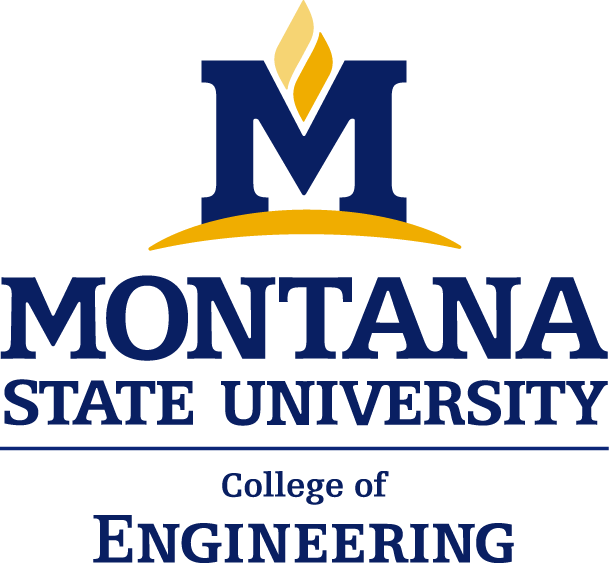 M
MONTANA
STATE UNIVERSITY
College of
ENGINEERING